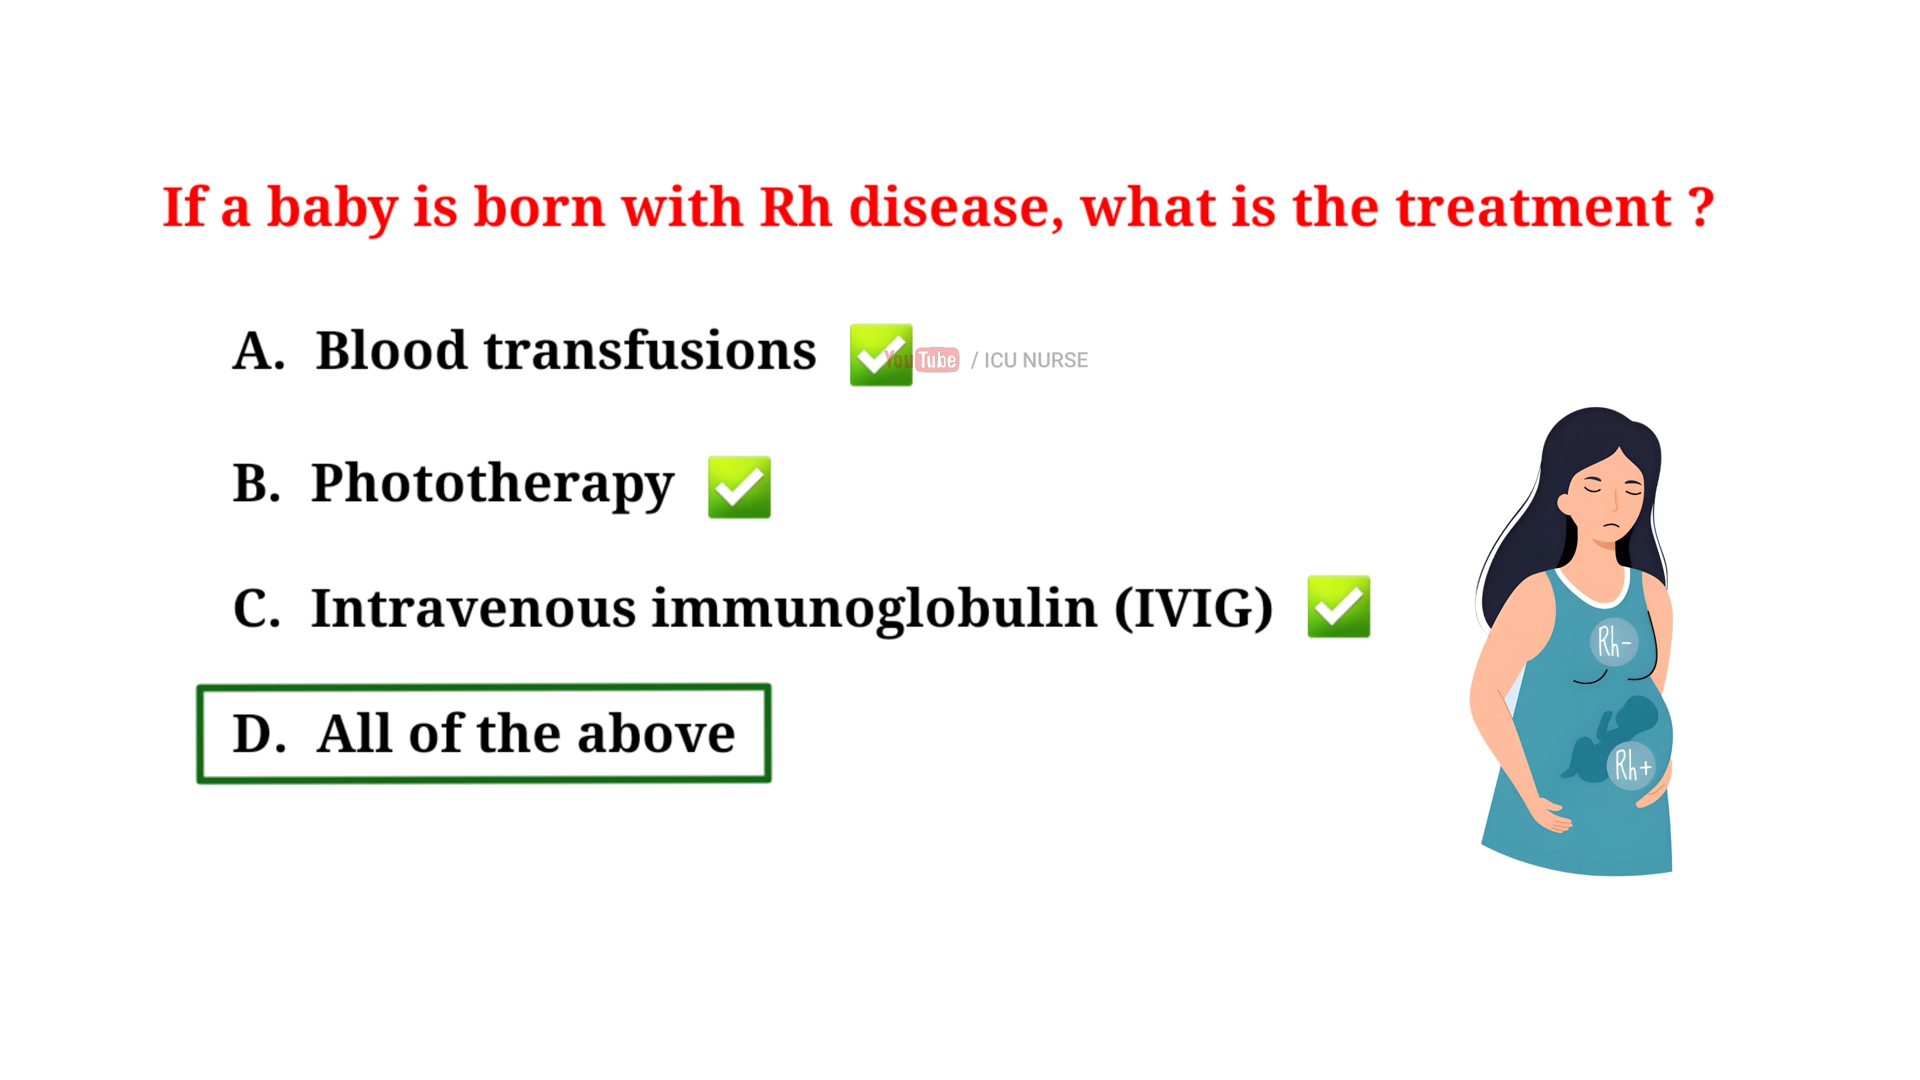 If a baby is born with Rh disease, what is the treatment ?
A. Blood transfusions
YouTube / ICU NURSE
B. Phototherapy
C. Intravenous immunoglobulin (IVIG)
D. All of the above
Rh-
Rh+